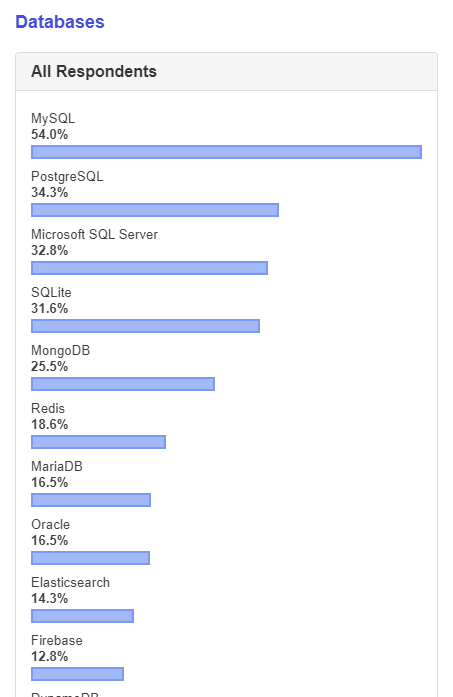 Databases
All Respondents
MySQL
54.0%
PostgreSQL
34.3%
Microsoft SQL Server
32.8%
SQLite
31.6%
MongoDB
25.5%
Redis
18.6%
MariaDB
16.5%
Oracle
16.5%
Elasticsearch
14.3%
Firebase
12.8%
DynamoDB